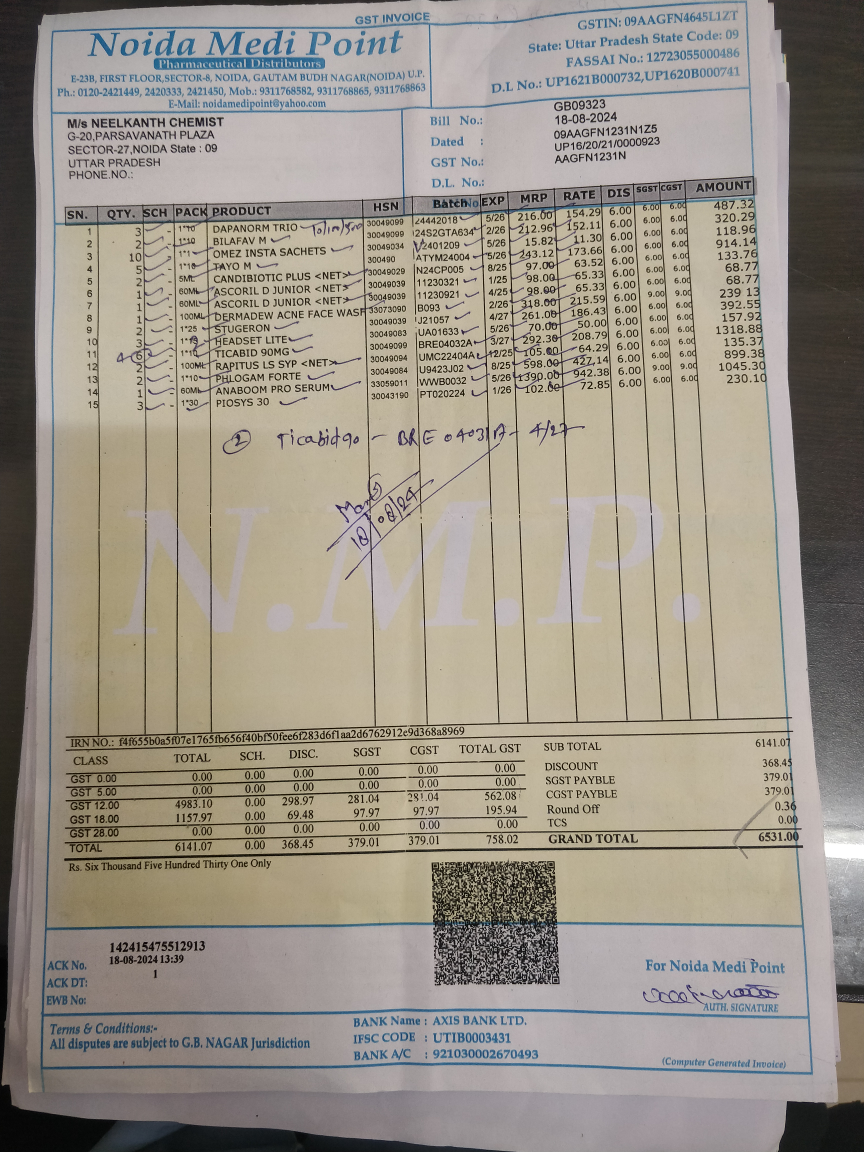 GST INVOICE
Noida Medi Point
Pharmaceutical Distributors
E-23B, FIRST FLOOR,SECTOR-8, NOIDA, GAUTAM BUDH NAGAR(NOIDA) U.P.
Ph.: 0120-2421449, 2420333, 2421450, Mob.: 9311768582, 9311768865, 9311768863
E-Mail: noidamedipoint@yahoo.com
GSTIN: 09AAGFN4645L1ZT
State: Uttar Pradesh State Code: 09
FASSAI No.: 12723055000486
D.L No.: UP1621B000732,UP1620B000741
M/s NEELKANTH CHEMIST
G-20,PARSAVANATH PLAZA
SECTOR-27,NOIDA State : 09
UTTAR PRADESH
PHONE.NO.:
Bill No.: GB09323
Dated : 18-08-2024
GST No.: 09AAGFN1231N1Z5
D.L. No.: UP16/20/21/0000923
AAGFN1231N
SN. QTY. SCH PACK PRODUCT HSN Batch No EXP MRP RATE DIS SGST CGST AMOUNT
1 3 - 1*10 DAPANORM TRIO 30049099 24442018 5/26 216.00 154.29 6.00 6.00 6.00 487.32
2 2 - 1*10 BILAFAV M 30049099 24S2GTA634 2/26 212.96 152.11 6.00 6.00 6.00 320.29
3 10 - 1*1 OMEZ INSTA SACHETS 30049034 V2401209 5/26 15.82 11.30 6.00 6.00 6.00 118.96
4 5 - 1*10 TAYO M 300490 ATYM24004 5/26 243.12 173.66 6.00 6.00 6.00 914.14
5 2 - 5ML CANDIBIOTIC PLUS <NET> 30049029 N24CP005 8/25 97.00 63.52 6.00 6.00 6.00 133.76
6 1 - 60ML ASCORIL D JUNIOR <NET> 30049039 11230321 1/25 98.00 65.33 6.00 6.00 6.00 68.77
7 1 - 60ML ASCORIL D JUNIOR <NET> 30049039 11230921 4/25 98.00 65.33 6.00 6.00 6.00 68.77
8 1 - 100ML DERMADEW ACNE FACE WASH 33073090 B093 2/26 318.00 215.59 6.00 9.00 9.00 239.13
9 2 - 1*25 STUGERON 30049039 J21057 4/27 261.00 186.43 6.00 6.00 6.00 392.55
10 3 - HEADSET LITE 30049083 UA01633 5/26 70.00 50.00 6.00 6.00 6.00 157.92
11 4 6 - 1*10 TICABID 90MG 30049099 BRE04032A 3/27 292.30 208.79 6.00 6.00 6.00 1318.88
12 2 - 100ML RAPITUS LS SYP <NET> 30049094 UMC22404A 12/25 105.00 64.29 6.00 6.00 6.00 135.37
13 2 - 1*10 PHLOGAM FORTE 30049084 U9423J02 8/25 598.00 427.14 6.00 6.00 6.00 899.38
14 1 - 60ML ANABOOM PRO SERUM 33059011 WWB0032 5/26 1390.00 942.38 6.00 9.00 9.00 1045.30
15 3 - 1*30 PIOSYS 30 30043190 PT020224 1/26 102.00 72.85 6.00 6.00 6.00 230.10
② Ticabid 90 - BRE 04031A - 4/27
18/08/24
N.M.P.
IRN NO.: f4f655b0a5f07e1765fb656f40bf50fee6f283d6f1aa2d6762912c9d368a8969
CLASS TOTAL SCH. DISC. SGST CGST TOTAL GST
GST 0.00 0.00 0.00 0.00 0.00 0.00 0.00
GST 5.00 0.00 0.00 0.00 0.00 0.00 0.00
GST 12.00 4983.10 0.00 298.97 281.04 281.04 562.08
GST 18.00 1157.97 0.00 69.48 97.97 97.97 195.94
GST 28.00 0.00 0.00 0.00 0.00 0.00 0.00
TOTAL 6141.07 0.00 368.45 379.01 379.01 758.02
SUB TOTAL 6141.07
DISCOUNT 368.45
SGST PAYBLE 379.01
CGST PAYBLE 379.01
Round Off 0.36
TCS 0.00
GRAND TOTAL 6531.00
Rs. Six Thousand Five Hundred Thirty One Only
ACK No. 142415475512913
ACK DT: 18-08-2024 13:39
EWB No: 1
For Noida Medi Point
AUTH. SIGNATURE
Terms & Conditions:-
All disputes are subject to G.B. NAGAR Jurisdiction
BANK Name : AXIS BANK LTD.
IFSC CODE : UTIB0003431
BANK A/C : 921030002670493
(Computer Generated Invoice)